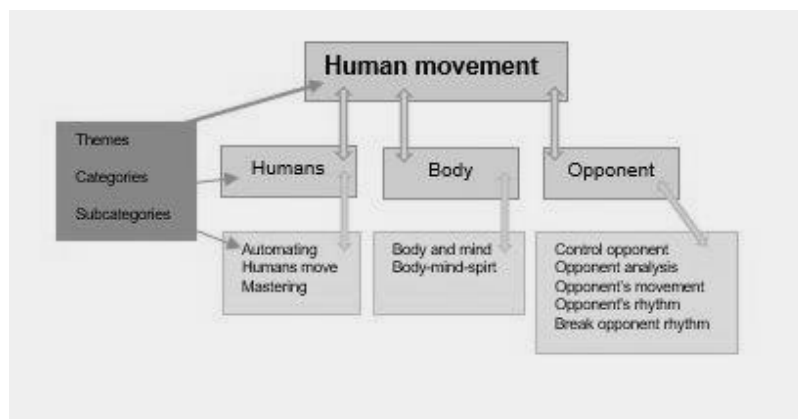 Human movement
Themes
Categories
Subcategories
Humans
Body
Opponent
Automating
Humans move
Mastering
Body and mind
Body-mind-spirt
Control opponent
Opponent analysis
Opponent's movement
Opponent's rhythm
Break opponent rhythm